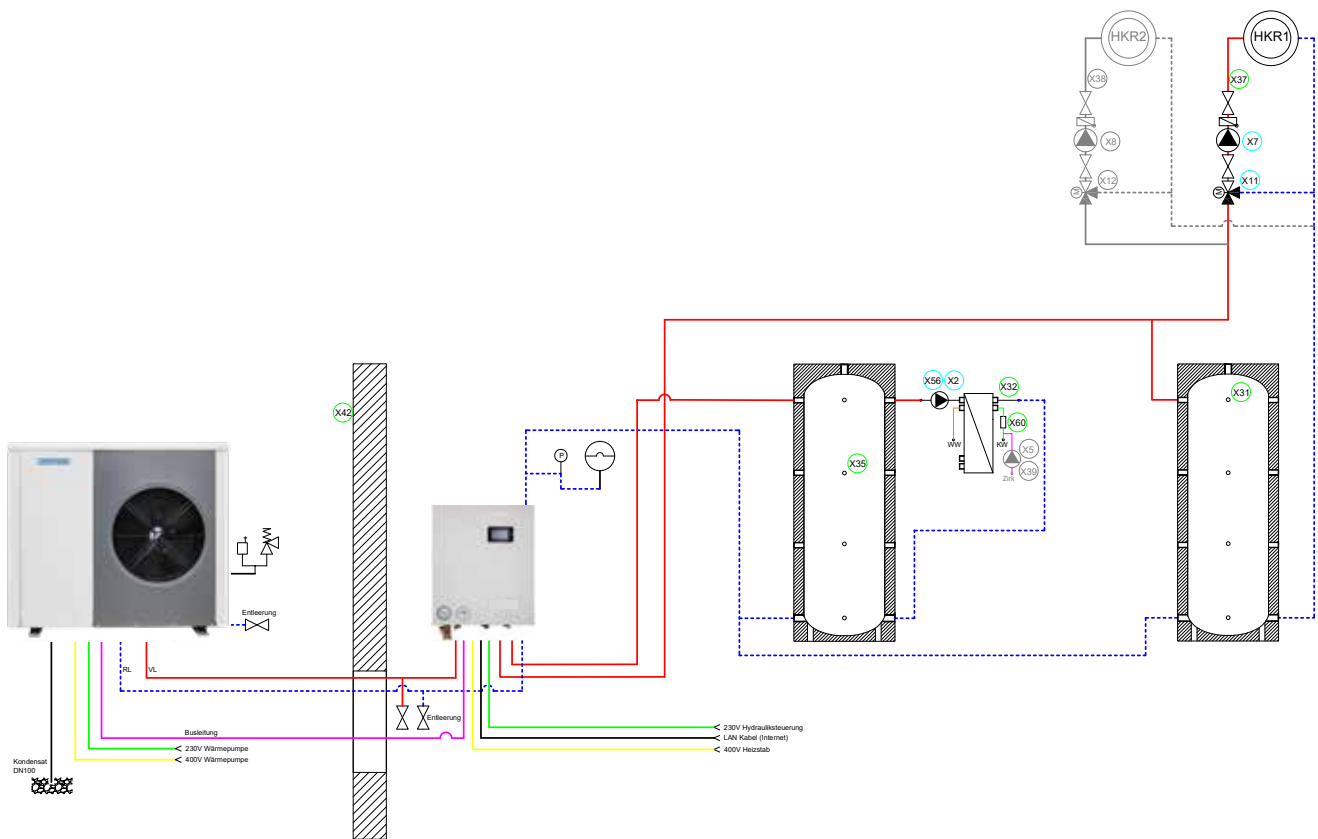 HKR2
HKR1
X38
X37
X8
X7
X12
X11
M
M
X42
X56
X2
X32
X31
X60
WW
KW
X5
X35
X39
Zirk
P
Entleerung
RL
VL
Entleerung
Busleitung
230V Hydrauliksteuerung
LAN Kabel (Internet)
230V Wärmepumpe
400V Heizstab
400V Wärmepumpe
Kondensat
DN100